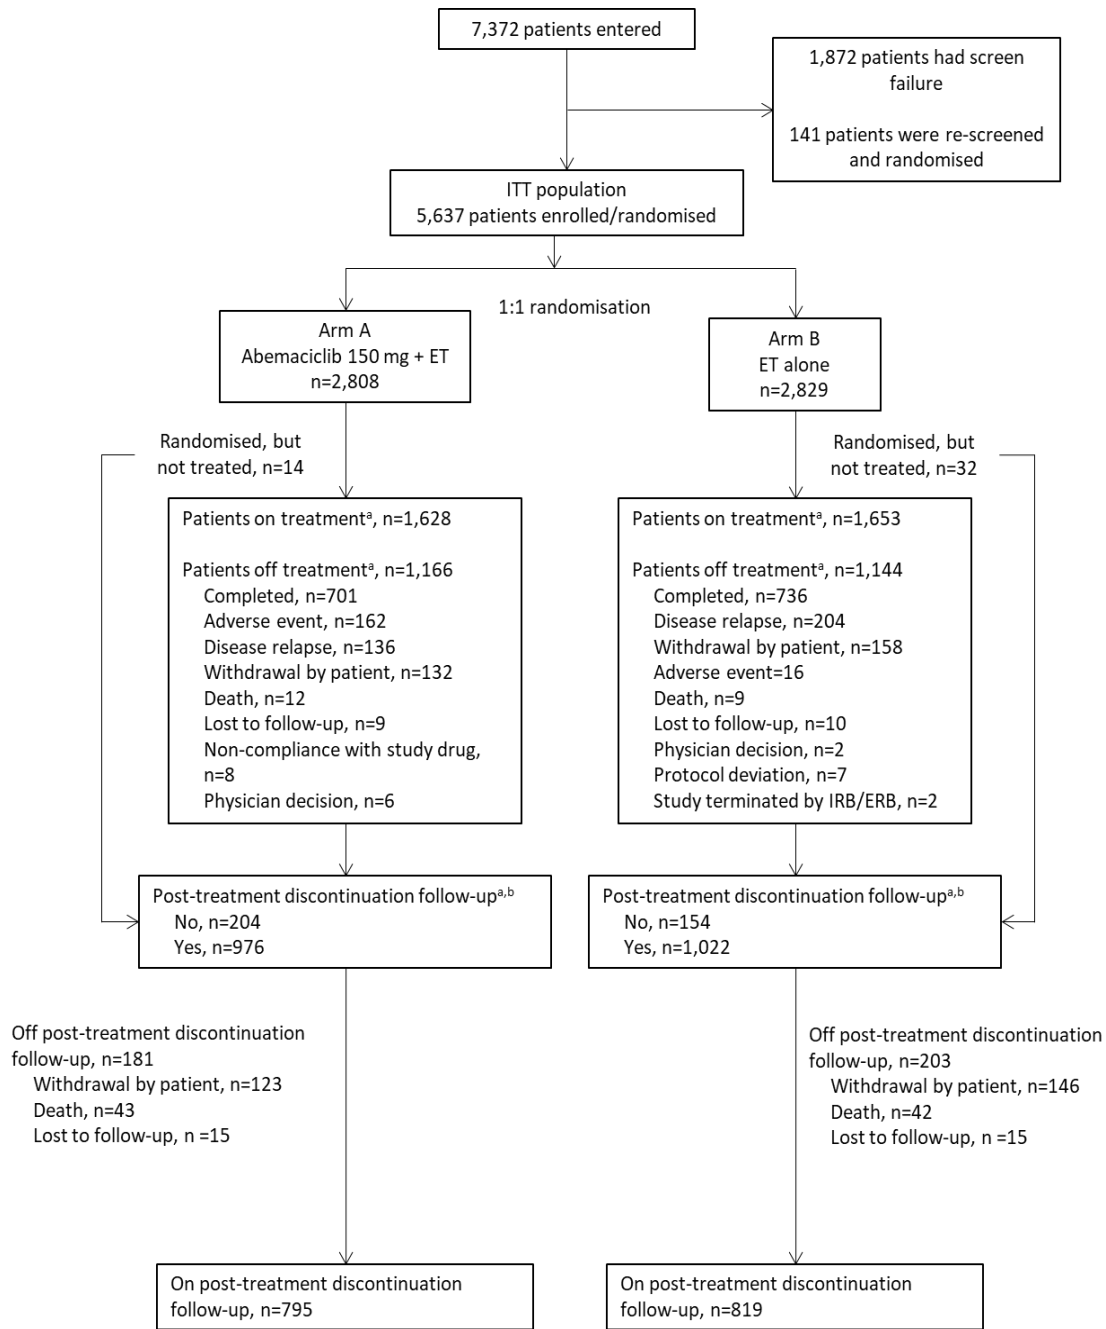 7,372 patients entered
1,872 patients had screen
failure
141 patients were re-screened
and randomised
ITT population
5,637 patients enrolled/randomised
1:1 randomisation
Arm A
Abemaciclib 150 mg + ET
n=2,808
Arm B
ET alone
n=2,829
Randomised, but
not treated, n=14
Randomised, but
not treated, n=32
Patients on treatmentᵃ, n=1,628
Patients off treatmentᵃ, n=1,166
Completed, n=701
Adverse event, n=162
Disease relapse, n=136
Withdrawal by patient, n=132
Death, n=12
Lost to follow-up, n=9
Non-compliance with study drug,
n=8
Physician decision, n=6
Patients on treatmentᵃ, n=1,653
Patients off treatmentᵃ, n=1,144
Completed, n=736
Disease relapse, n=204
Withdrawal by patient, n=158
Adverse event=16
Death, n=9
Lost to follow-up, n=10
Physician decision, n=2
Protocol deviation, n=7
Study terminated by IRB/ERB, n=2
Post-treatment discontinuation follow-upᵃ,ᵇ
No, n=204
Yes, n=976
Post-treatment discontinuation follow-upᵃ,ᵇ
No, n=154
Yes, n=1,022
Off post-treatment discontinuation
follow-up, n=181
Withdrawal by patient, n=123
Death, n=43
Lost to follow-up, n =15
Off post-treatment discontinuation
follow-up, n=203
Withdrawal by patient, n=146
Death, n=42
Lost to follow-up, n =15
On post-treatment discontinuation
follow-up, n=795
On post-treatment discontinuation
follow-up, n=819